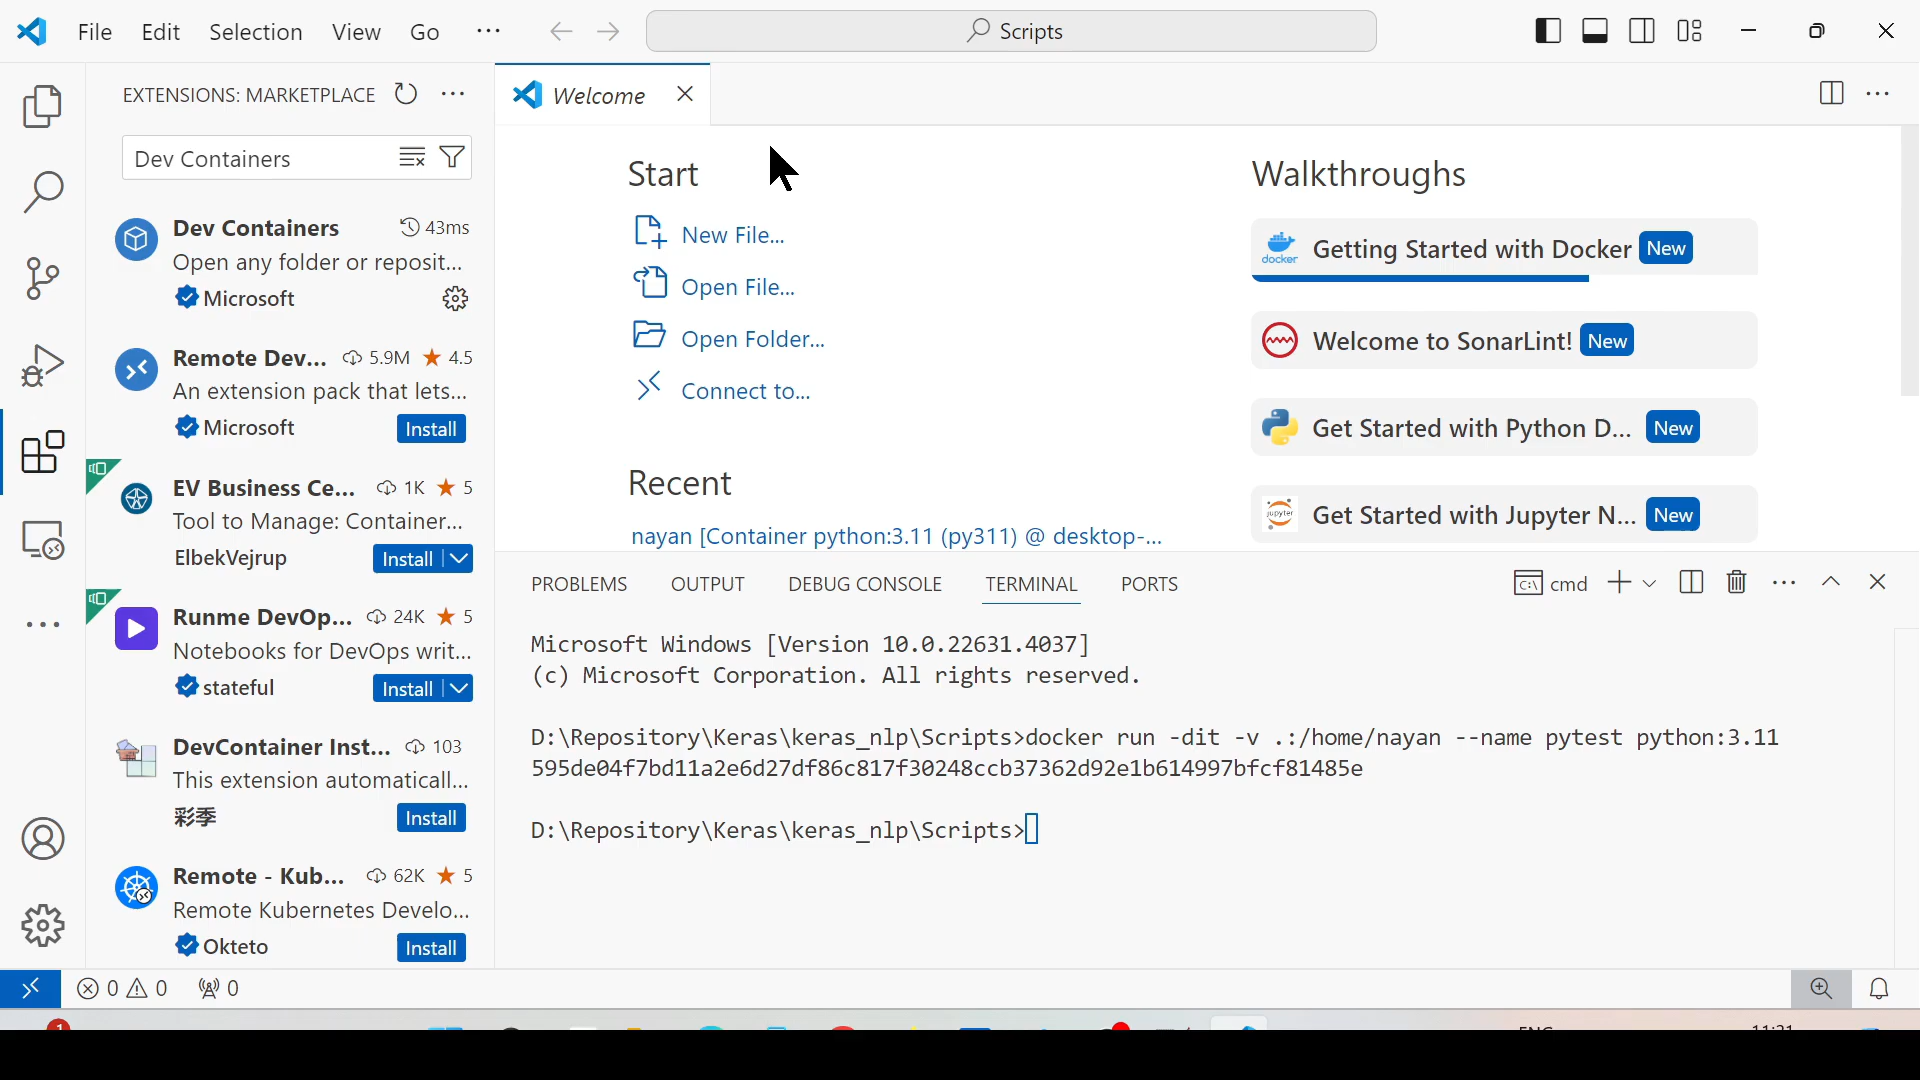 File Edit Selection View Go ··· Scripts
EXTENSIONS: MARKETPLACE
Dev Containers
Dev Containers 43ms
Open any folder or reposit...
Microsoft
Remote Dev... 5.9M 4.5
An extension pack that lets...
Microsoft Install
EV Business Ce... 1K 5
Tool to Manage: Container...
ElbekVejrup Install
Runme DevOp... 24K 5
Notebooks for DevOps writ...
stateful Install
DevContainer Inst... 103
This extension automaticall...
彩季 Install
Remote - Kub... 62K 5
Remote Kubernetes Develo...
Okteto Install
Welcome
Start
New File...
Open File...
Open Folder...
Connect to...
Recent
nayan [Container python:3.11 (py311) @ desktop-...
Walkthroughs
docker Getting Started with Docker New
Welcome to SonarLint! New
Get Started with Python D... New
jupyter Get Started with Jupyter N... New
PROBLEMS OUTPUT DEBUG CONSOLE TERMINAL PORTS cmd
Microsoft Windows [Version 10.0.22631.4037]
(c) Microsoft Corporation. All rights reserved.
D:\Repository\Keras\keras_nlp\Scripts>docker run -dit -v .:/home/nayan --name pytest python:3.11
595de04f7bd11a2e6d27df86c817f30248ccb37362d92e1b614997bfcf81485e
D:\Repository\Keras\keras_nlp\Scripts>
0 0 0